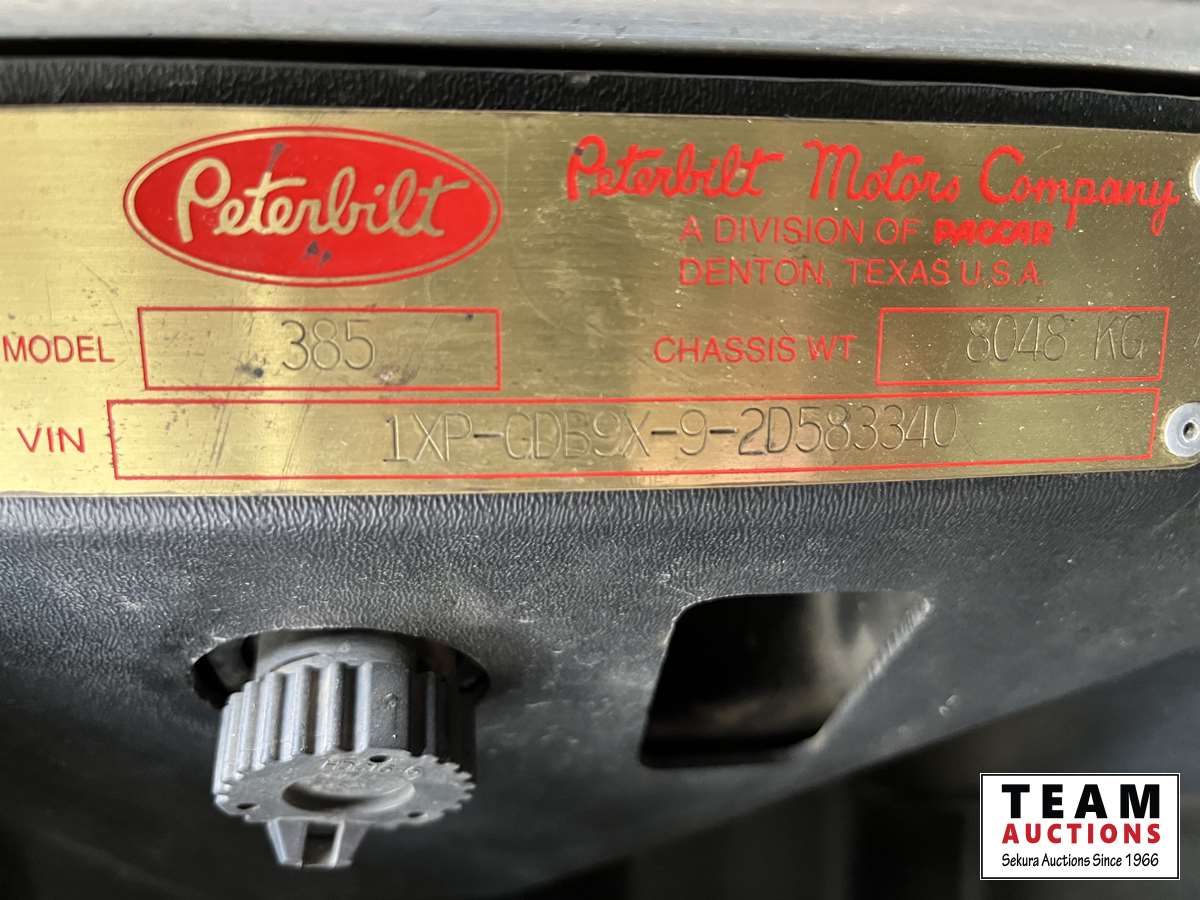 Peterbilt
Peterbilt Motors Company
A DIVISION OF PACCAR
DENTON, TEXAS U.S.A.
MODEL 385 CHASSIS WT 8048 KG
VIN 1XP-GDB9X-9-2D583340
TEAM
AUCTIONS
Sekura Auctions Since 1966